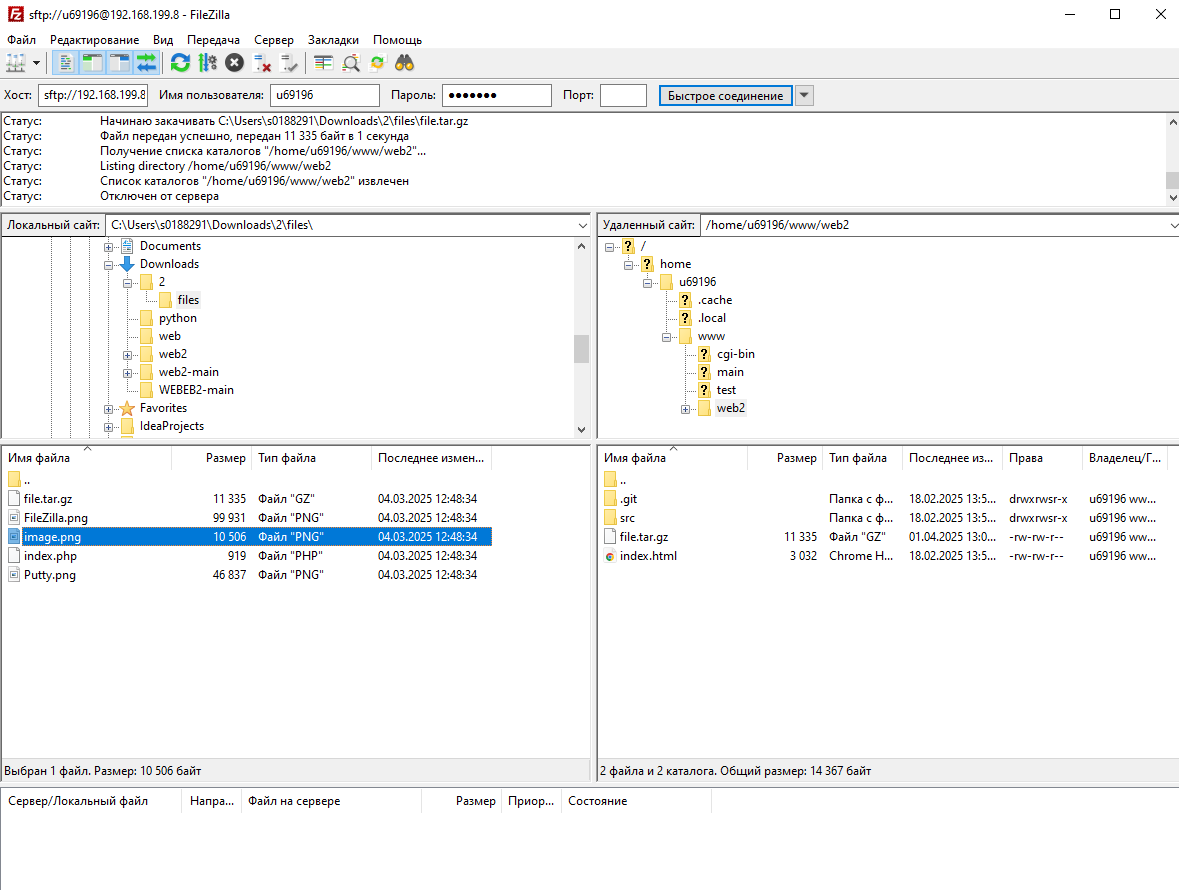 sftp://u69196@192.168.199.8 - FileZilla
Файл Редактирование Вид Передача Сервер Закладки Помощь
Хост: sftp://192.168.199.8 Имя пользователя: u69196 Пароль: ●●●●●●● Порт: Быстрое соединение
Статус: Начинаю закачивать C:\Users\s0188291\Downloads\2\files\file.tar.gz
Статус: Файл передан успешно, передан 11 335 байт в 1 секунда
Статус: Получение списка каталогов "/home/u69196/www/web2"...
Статус: Listing directory /home/u69196/www/web2
Статус: Список каталогов "/home/u69196/www/web2" извлечен
Статус: Отключен от сервера
Локальный сайт: C:\Users\s0188291\Downloads\2\files\
Documents
Downloads
2
files
python
web
web2
web2-main
WEBEB2-main
Favorites
IdeaProjects
Удаленный сайт: /home/u69196/www/web2
/
home
u69196
.cache
.local
www
cgi-bin
main
test
web2
Имя файла Размер Тип файла Последнее измен...
..
file.tar.gz 11 335 Файл "GZ" 04.03.2025 12:48:34
FileZilla.png 99 931 Файл "PNG" 04.03.2025 12:48:34
image.png 10 506 Файл "PNG" 04.03.2025 12:48:34
index.php 919 Файл "PHP" 04.03.2025 12:48:34
Putty.png 46 837 Файл "PNG" 04.03.2025 12:48:34
Выбран 1 файл. Размер: 10 506 байт
Имя файла Размер Тип файла Последнее из... Права Владелец/Г...
..
.git Папка с ф... 18.02.2025 13:5... drwxrwsr-x u69196 ww...
src Папка с ф... 18.02.2025 13:5... drwxrwsr-x u69196 ww...
file.tar.gz 11 335 Файл "GZ" 01.04.2025 13:0... -rw-rw-r-- u69196 ww...
index.html 3 032 Chrome H... 18.02.2025 13:5... -rw-rw-r-- u69196 ww...
2 файла и 2 каталога. Общий размер: 14 367 байт
Сервер/Локальный файл Напра... Файл на сервере Размер Приор... Состояние